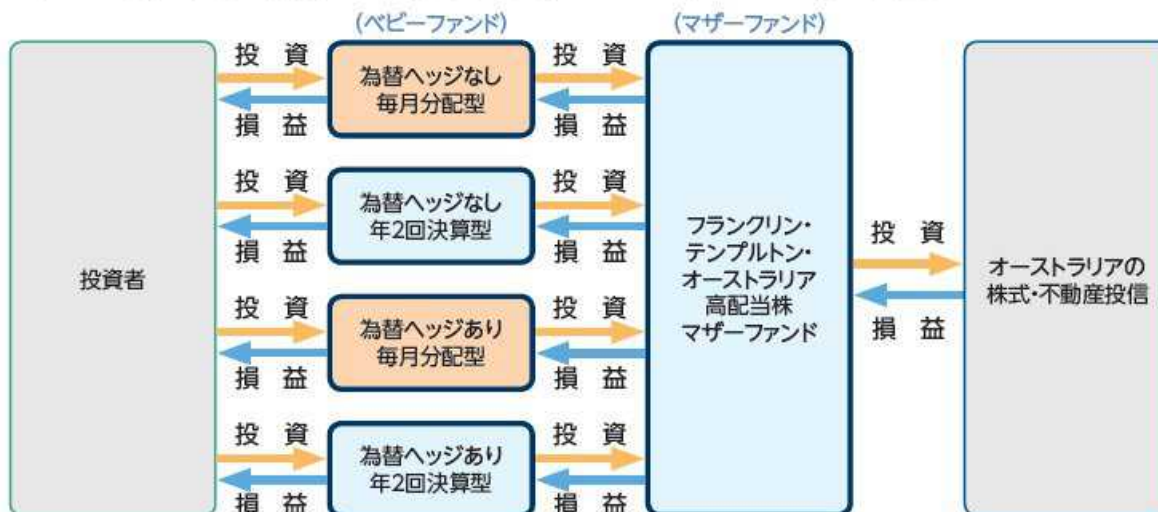 (ベビーファンド)
(マザーファンド)
投資者
投 資
損 益
為替ヘッジなし
毎月分配型
投 資
損 益
投 資
損 益
為替ヘッジなし
年2回決算型
投 資
損 益
投 資
損 益
為替ヘッジあり
毎月分配型
投 資
損 益
投 資
損 益
為替ヘッジあり
年2回決算型
投 資
損 益
フランクリン・
テンプルトン・
オーストラリア
高配当株
マザーファンド
投 資
損 益
オーストラリアの
株式・不動産投信